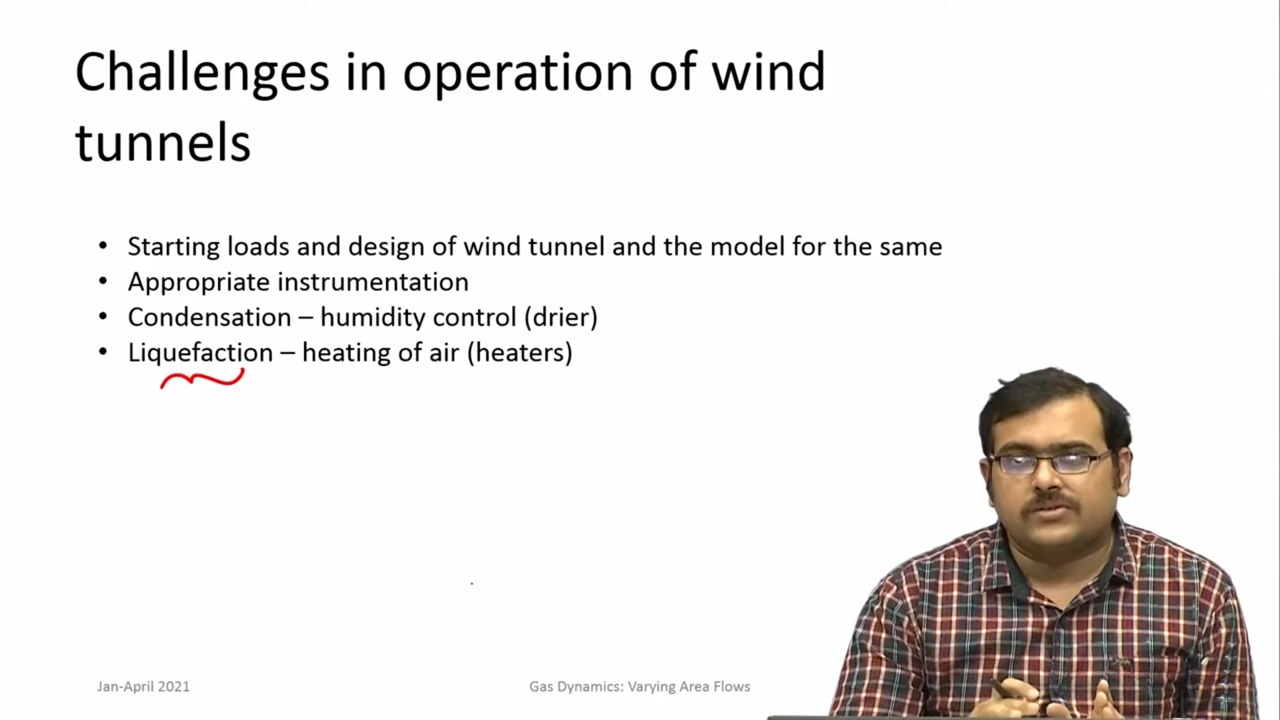 Challenges in operation of wind
tunnels
• Starting loads and design of wind tunnel and the model for the same
• Appropriate instrumentation
• Condensation – humidity control (drier)
• Liquefaction – heating of air (heaters)
Jan-April 2021
Gas Dynamics: Varying Area Flows